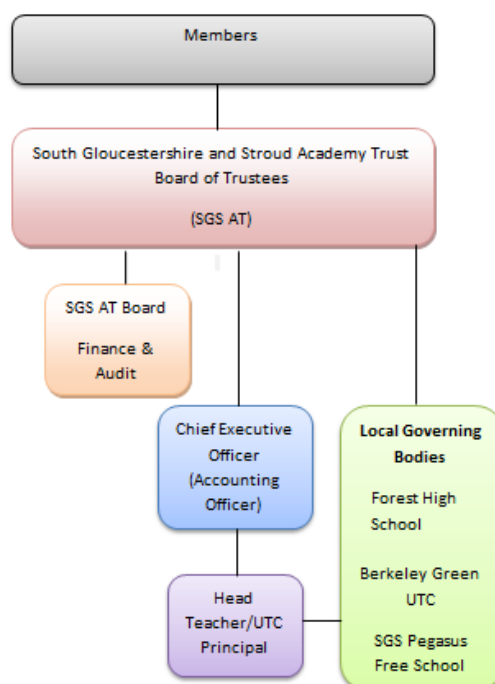 Members
South Gloucestershire and Stroud Academy Trust
Board of Trustees
(SGS AT)
SGS AT Board
Finance &
Audit
Chief Executive
Officer
(Accounting
Officer)
Local Governing
Bodies
Forest High
School
Berkeley Green
UTC
SGS Pegasus
Free School
Head
Teacher/UTC
Principal